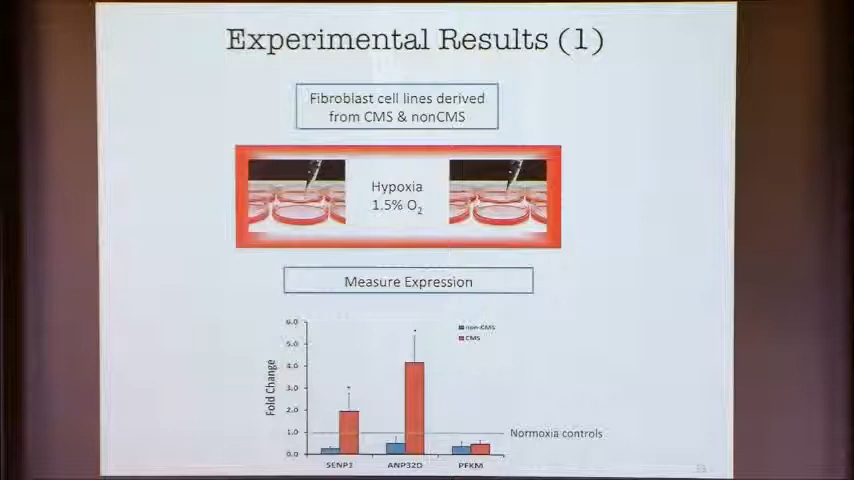 Experimental Results (1)
Fibroblast cell lines derived
from CMS & nonCMS
Hypoxia
1.5% O₂
Measure Expression
Fold Change
6.0
5.0
4.0
3.0
2.0
1.0
0.0
non-CMS
CMS
*
*
Normoxia controls
SENP1
ANP32D
PFKM